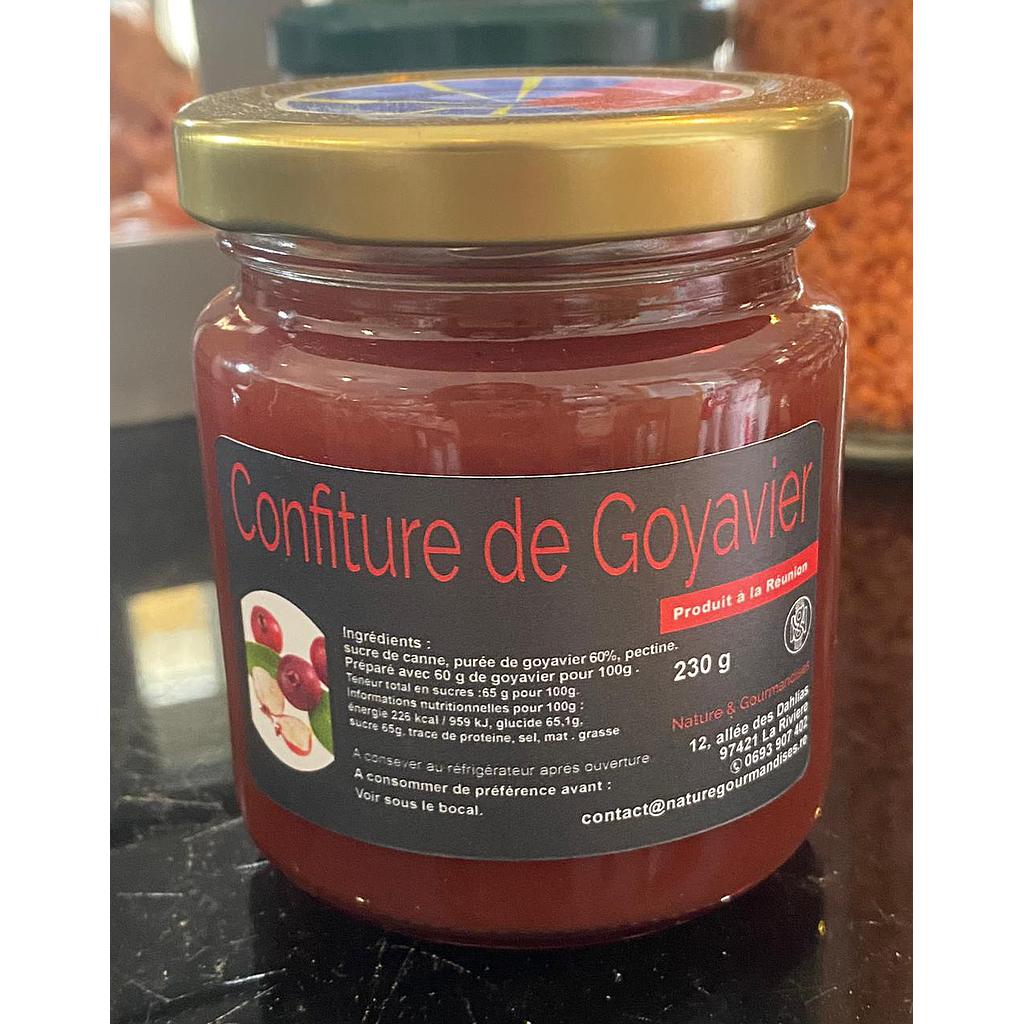 Confiture de Goyavier
Produit à la Réunion
Ingrédients :
sucre de canne, purée de goyavier 60%, pectine.
Préparé avec 60 g de goyavier pour 100g .
Teneur total en sucres :65 g pour 100g.
Informations nutritionnelles pour 100g :
énergie 226 kcal / 959 kJ, glucide 65,1g,
sucre 65g, trace de proteine, sel, mat . grasse
A consever au réfrigérateur aprés ouverture
A consommer de préférence avant :
Voir sous le bocal.
230 g
Nature & Gourmandises
12, allée des Dahlias
97421 La Riviere
0693 907 402
contact@naturegourmandises.re